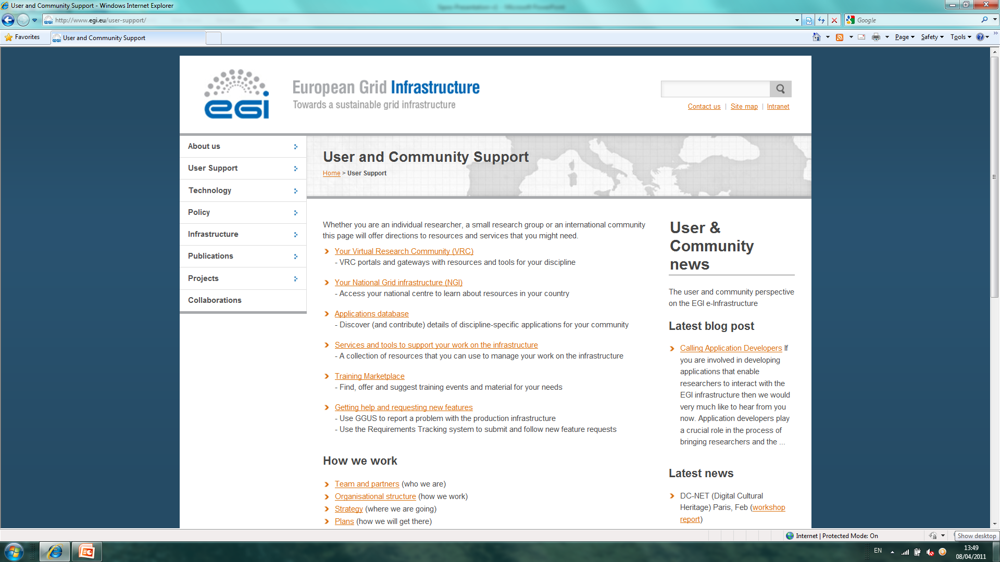 User and Community Support - Windows Internet Explorer
http://www.egi.eu/user-support/
Google
Favorites
User and Community Support
Page
Safety
Tools
egi
European Grid Infrastructure
Towards a sustainable grid infrastructure
Contact us | Site map | Intranet
About us
User Support
Technology
Policy
Infrastructure
Publications
Projects
Collaborations
User and Community Support
Home > User Support
Whether you are an individual researcher, a small research group or an international community
this page will offer directions to resources and services that you might need.
Your Virtual Research Community (VRC)
- VRC portals and gateways with resources and tools for your discipline
Your National Grid infrastructure (NGI)
- Access your national centre to learn about resources in your country
Applications database
- Discover (and contribute) details of discipline-specific applications for your community
Services and tools to support your work on the infrastructure
- A collection of resources that you can use to manage your work on the infrastructure
Training Marketplace
- Find, offer and suggest training events and material for your needs
Getting help and requesting new features
- Use GGUS to report a problem with the production infrastructure
- Use the Requirements Tracking system to submit and follow new feature requests
How we work
Team and partners (who we are)
Organisational structure (how we work)
Strategy (where we are going)
Plans (how we will get there)
User &
Community
news
The user and community perspective
on the EGI e-Infrastructure
Latest blog post
Calling Application Developers If
you are involved in developing
applications that enable
researchers to interact with the
EGI infrastructure then we would
very much like to hear from you
now. Application developers play
a crucial role in the process of
bringing researchers and the ...
Latest news
DC-NET (Digital Cultural
Heritage) Paris, Feb (workshop
report)
Internet | Protected Mode: On
Show desktop
EN
13:49
08/04/2011